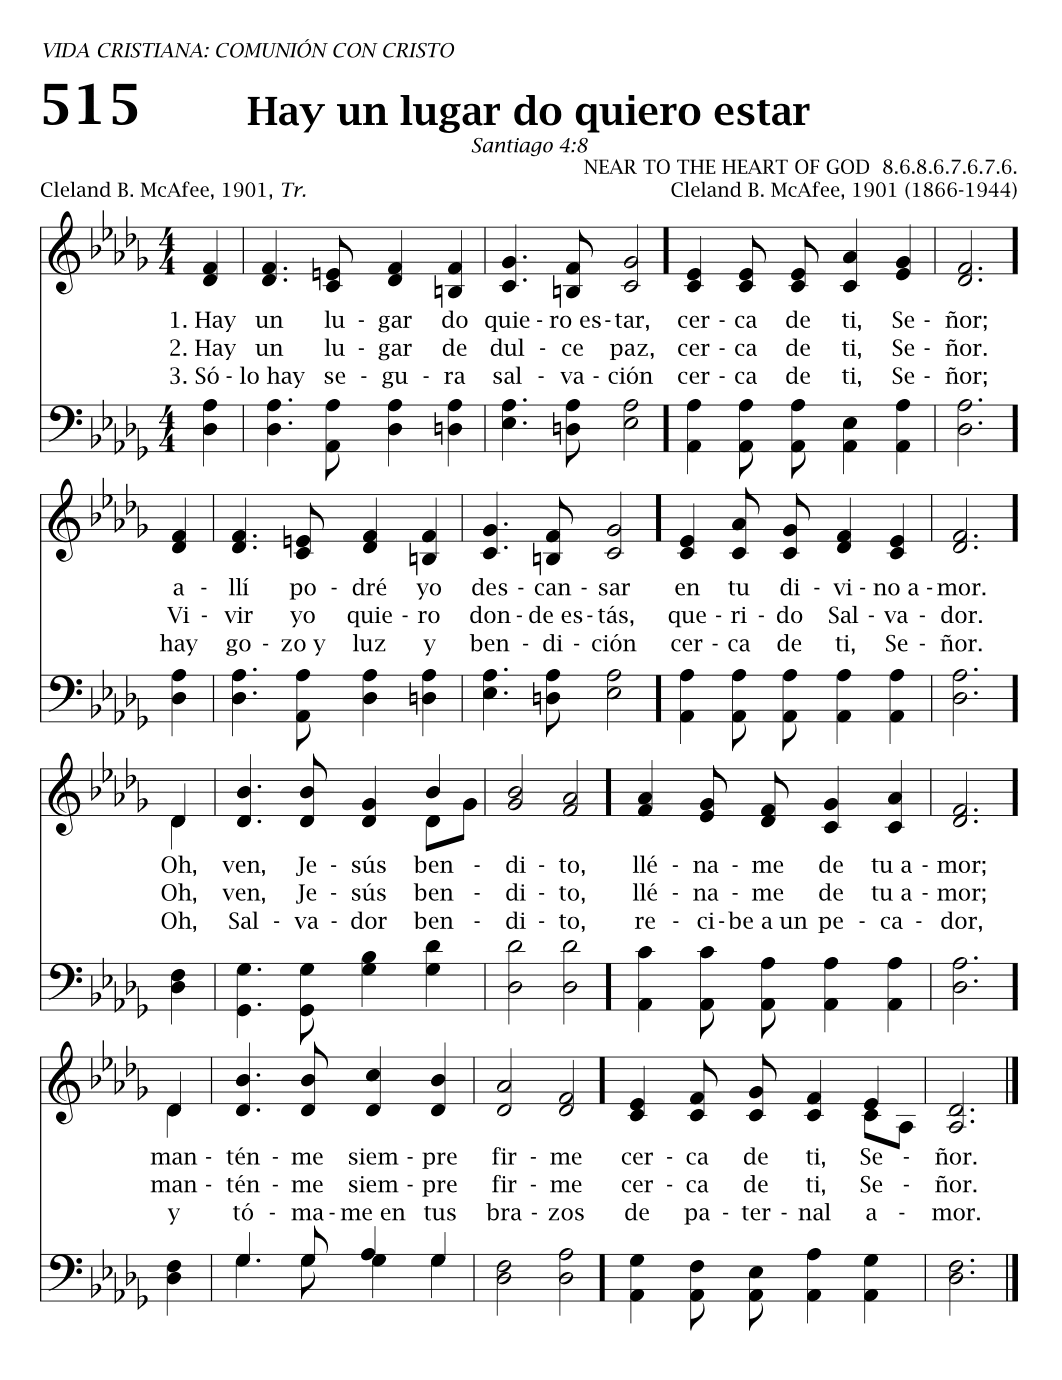 VIDA CRISTIANA: COMUNIÓN CON CRISTO
515 Hay un lugar do quiero estar
Santiago 4:8
NEAR TO THE HEART OF GOD 8.6.8.6.7.6.7.6.
Cleland B. McAfee, 1901, Tr. Cleland B. McAfee, 1901 (1866-1944)
1. Hay un lu - gar do quie - ro es - tar, cer - ca de ti, Se - ñor;
2. Hay un lu - gar de dul - ce paz, cer - ca de ti, Se - ñor.
3. Só - lo hay se - gu - ra sal - va - ción cer - ca de ti, Se - ñor;
a - llí po - dré yo des - can - sar en tu di - vi - no a - mor.
Vi - vir yo quie - ro don - de es - tás, que - ri - do Sal - va - dor.
hay go - zo y luz y ben - di - ción cer - ca de ti, Se - ñor.
Oh, ven, Je - sús ben - di - to, llé - na - me de tu a - mor;
Oh, ven, Je - sús ben - di - to, llé - na - me de tu a - mor;
Oh, Sal - va - dor ben - di - to, re - ci - be a un pe - ca - dor,
man - tén - me siem - pre fir - me cer - ca de ti, Se - ñor.
man - tén - me siem - pre fir - me cer - ca de ti, Se - ñor.
y tó - ma - me en tus bra - zos de pa - ter - nal a - mor.